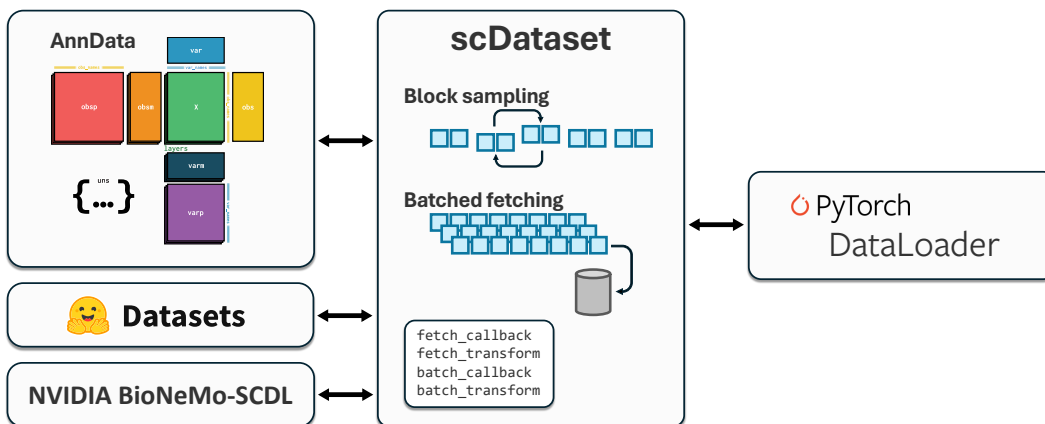 AnnData
var
var_names
obsp
obsm
X
obs
layers
varm
uns
{...}
varp
Datasets
NVIDIA BioNeMo-SCDL
scDataset
Block sampling
Batched fetching
fetch_callback
fetch_transform
batch_callback
batch_transform
PyTorch
DataLoader